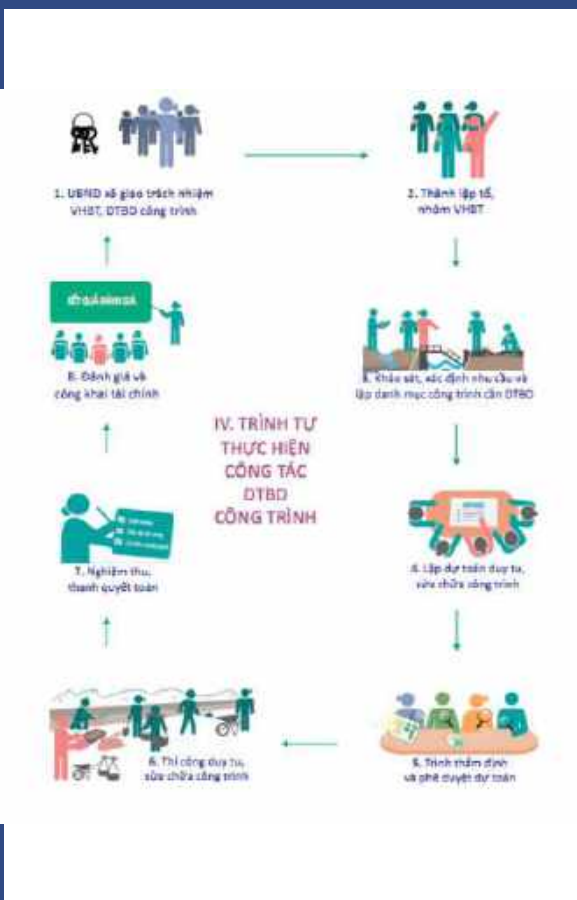 1. UBND xã giao trách nhiệm
VHBT, DTBD công trình
2. Thành lập tổ,
nhóm VHBT
3. Khảo sát, xác định nhu cầu và
lập danh mục công trình cần DTBD
4. Lập dự toán duy tu,
sửa chữa công trình
5. Trình thẩm định
và phê duyệt dự toán
6. Thi công duy tu,
sửa chữa công trình
7. Nghiệm thu,
thanh quyết toán
8. Đánh giá và
công khai tài chính
IV. TRÌNH TỰ
THỰC HIỆN
CÔNG TÁC
DTBD
CÔNG TRÌNH